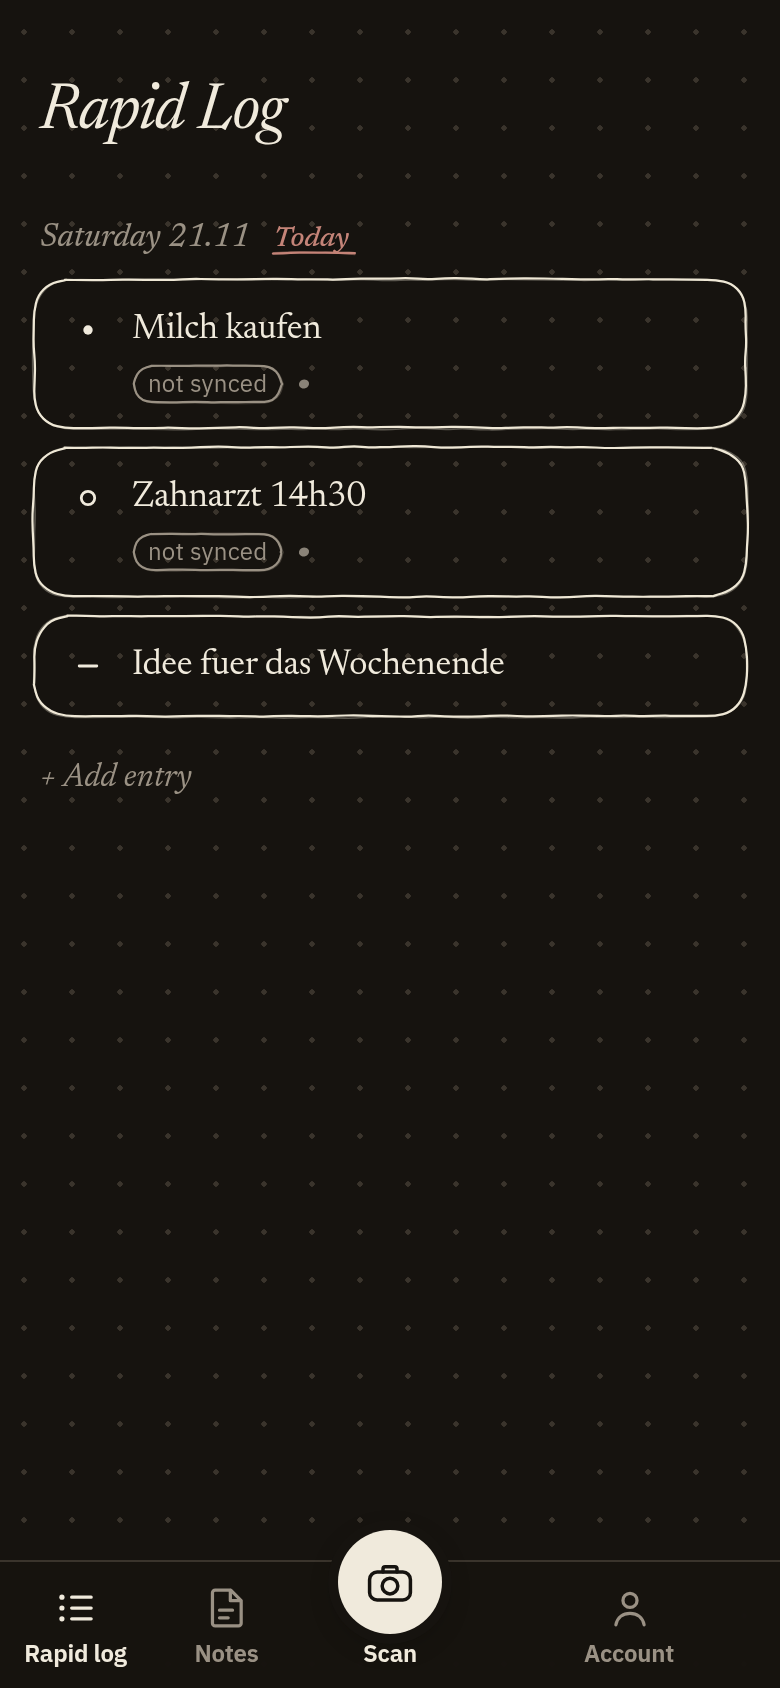 Rapid Log
Saturday 21.11 Today
• Milch kaufen
not synced •
○ Zahnarzt 14h30
not synced •
– Idee fuer das Wochenende
+ Add entry
Rapid log Notes Scan Account